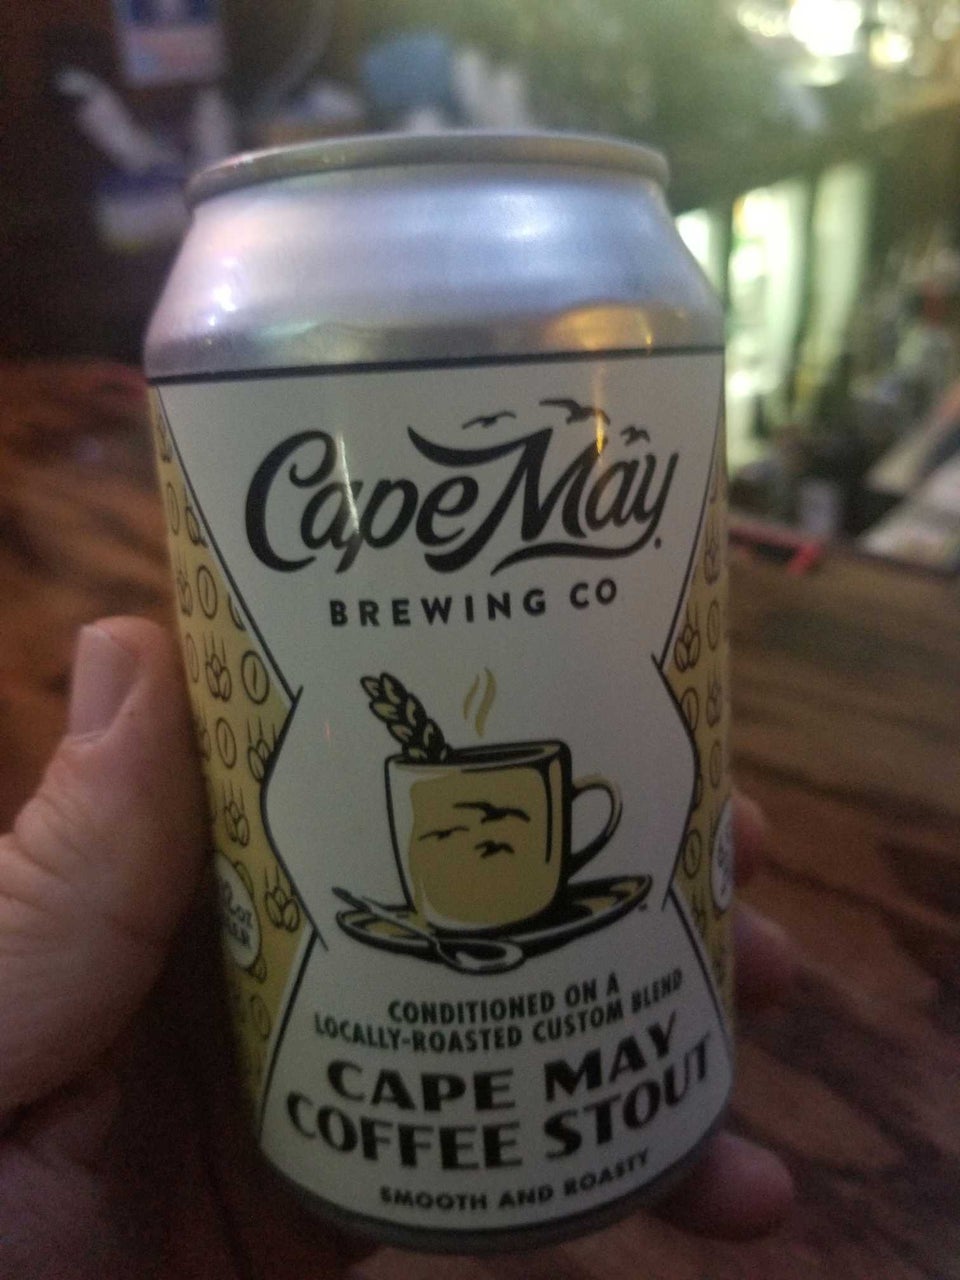 Cape May
BREWING CO
CONDITIONED ON A
LOCALLY-ROASTED CUSTOM BLEND
CAPE MAY
COFFEE STOUT
SMOOTH AND ROASTY